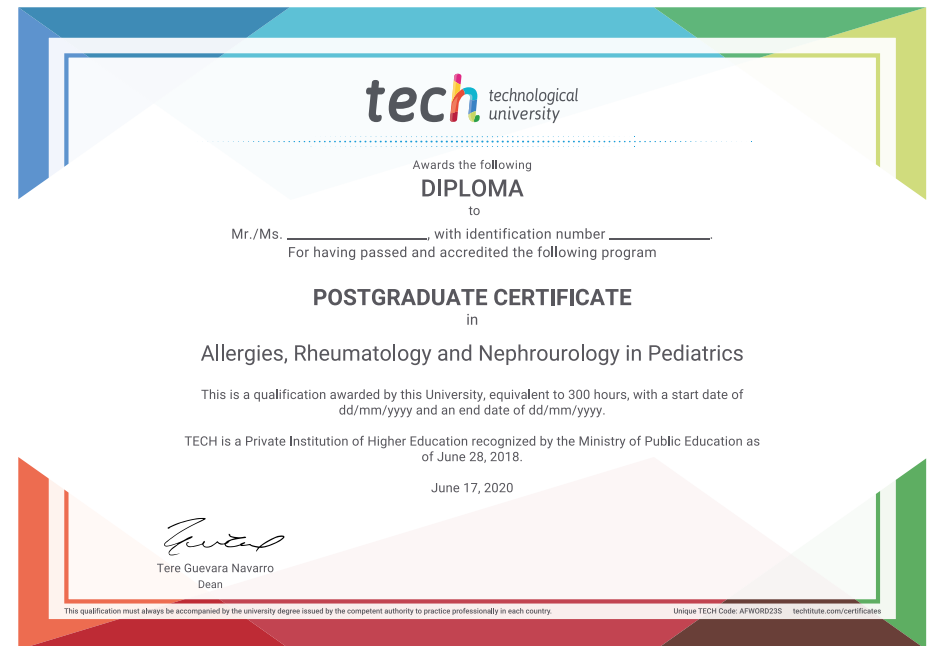 tech technological
university
Awards the following
DIPLOMA
to
Mr./Ms. ____________________, with identification number ______________.
For having passed and accredited the following program
POSTGRADUATE CERTIFICATE
in
Allergies, Rheumatology and Nephrourology in Pediatrics
This is a qualification awarded by this University, equivalent to 300 hours, with a start date of
dd/mm/yyyy and an end date of dd/mm/yyyy.
TECH is a Private Institution of Higher Education recognized by the Ministry of Public Education as
of June 28, 2018.
June 17, 2020
Tere Guevara Navarro
Dean
This qualification must always be accompanied by the university degree issued by the competent authority to practice professionally in each country.
Unique TECH Code: AFWORD23S techtitute.com/certificates